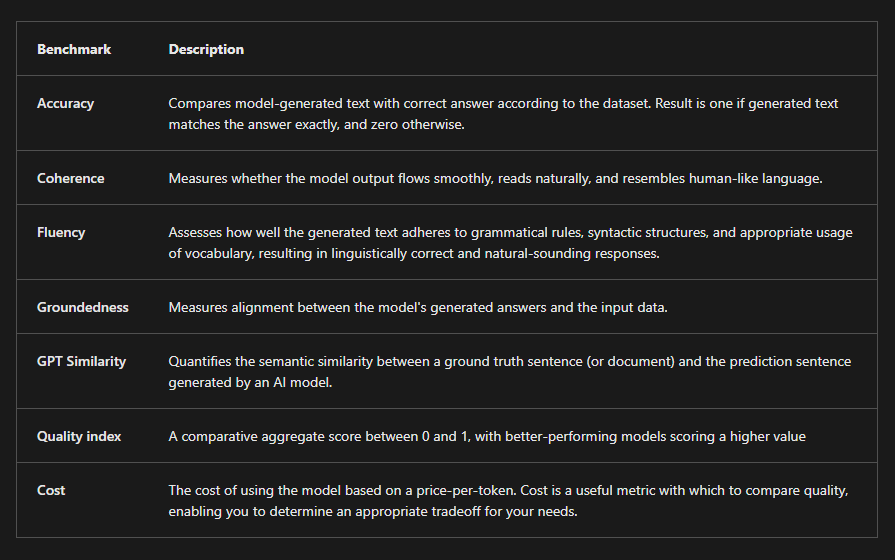 Benchmark Description
Accuracy Compares model-generated text with correct answer according to the dataset. Result is one if generated text
matches the answer exactly, and zero otherwise.
Coherence Measures whether the model output flows smoothly, reads naturally, and resembles human-like language.
Fluency Assesses how well the generated text adheres to grammatical rules, syntactic structures, and appropriate usage
of vocabulary, resulting in linguistically correct and natural-sounding responses.
Groundedness Measures alignment between the model's generated answers and the input data.
GPT Similarity Quantifies the semantic similarity between a ground truth sentence (or document) and the prediction sentence
generated by an AI model.
Quality index A comparative aggregate score between 0 and 1, with better-performing models scoring a higher value
Cost The cost of using the model based on a price-per-token. Cost is a useful metric with which to compare quality,
enabling you to determine an appropriate tradeoff for your needs.